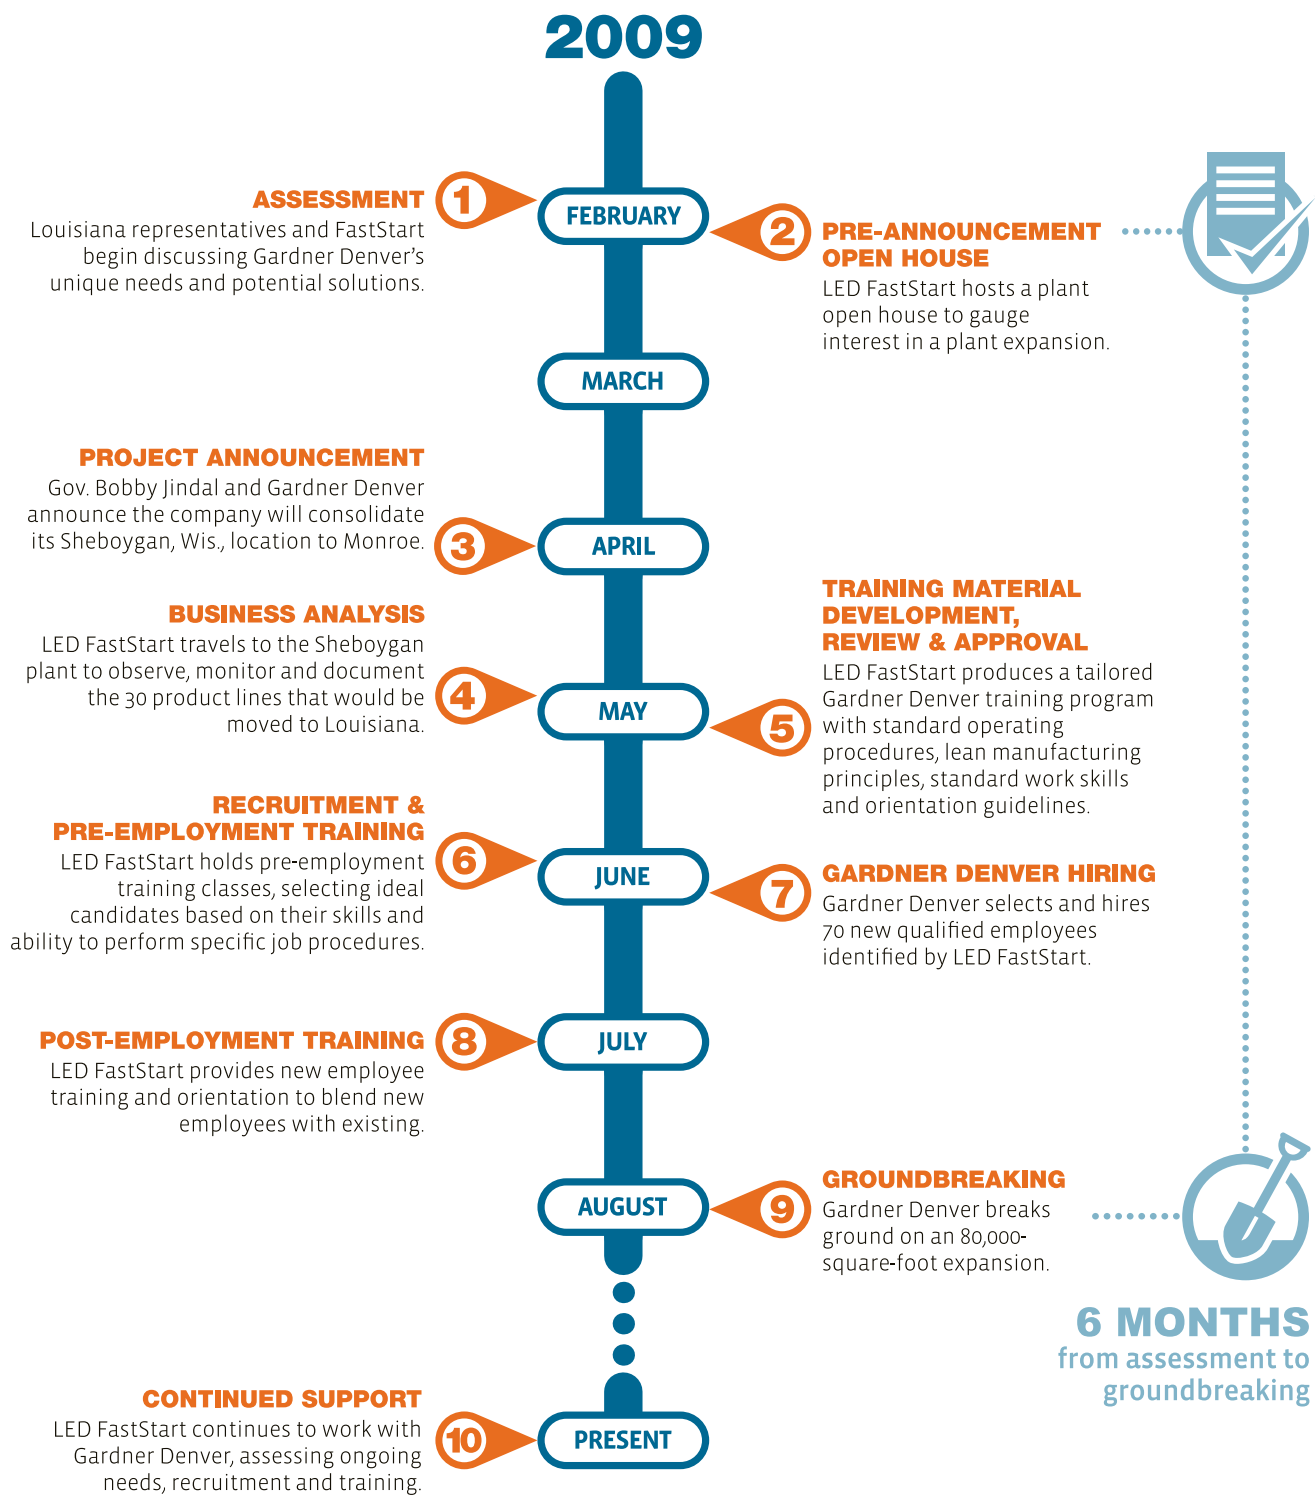 2009
1
ASSESSMENT
Louisiana representatives and FastStart
begin discussing Gardner Denver’s
unique needs and potential solutions.
FEBRUARY
2
PRE-ANNOUNCEMENT
OPEN HOUSE
LED FastStart hosts a plant
open house to gauge
interest in a plant expansion.
MARCH
PROJECT ANNOUNCEMENT
Gov. Bobby Jindal and Gardner Denver
announce the company will consolidate
its Sheboygan, Wis., location to Monroe.
3
APRIL
BUSINESS ANALYSIS
LED FastStart travels to the Sheboygan
plant to observe, monitor and document
the 30 product lines that would be
moved to Louisiana.
4
MAY
5
TRAINING MATERIAL
DEVELOPMENT,
REVIEW & APPROVAL
LED FastStart produces a tailored
Gardner Denver training program
with standard operating
procedures, lean manufacturing
principles, standard work skills
and orientation guidelines.
RECRUITMENT &
PRE-EMPLOYMENT TRAINING
LED FastStart holds pre-employment
training classes, selecting ideal
candidates based on their skills and
ability to perform specific job procedures.
6
JUNE
7
GARDNER DENVER HIRING
Gardner Denver selects and hires
70 new qualified employees
identified by LED FastStart.
POST-EMPLOYMENT TRAINING
LED FastStart provides new employee
training and orientation to blend new
employees with existing.
8
JULY
AUGUST
9
GROUNDBREAKING
Gardner Denver breaks
ground on an 80,000-
square-foot expansion.
6 MONTHS
from assessment to
groundbreaking
CONTINUED SUPPORT
LED FastStart continues to work with
Gardner Denver, assessing ongoing
needs, recruitment and training.
10
PRESENT